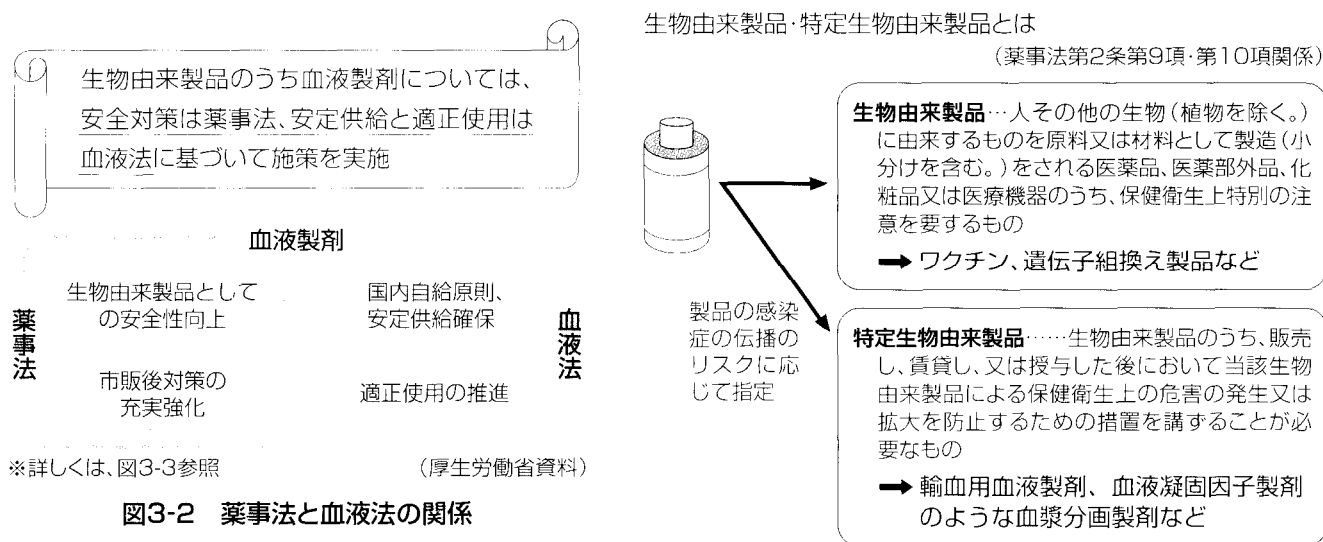 生物由来製品のうち血液製剤については、
安全対策は薬事法、安定供給と適正使用は
血液法に基づいて施策を実施
血液製剤
薬事法
生物由来製品として
の安全性向上
市販後対策の
充実強化
国内自給原則、
安定供給確保
適正使用の推進
血液法
※詳しくは、図3-3参照
(厚生労働省資料)
図3-2 薬事法と血液法の関係
生物由来製品・特定生物由来製品とは
(薬事法第2条第9項・第10項関係)
生物由来製品…人その他の生物(植物を除く。)
に由来するものを原料又は材料として製造(小
分けを含む。)をされる医薬品、医薬部外品、化
粧品又は医療機器のうち、保健衛生上特別の注
意を要するもの
➡ ワクチン、遺伝子組換え製品など
製品の感染
症の伝播の
リスクに応
じて指定
特定生物由来製品……生物由来製品のうち、販売
し、賃貸し、又は授与した後において当該生物
由来製品による保健衛生上の危害の発生又は
拡大を防止するための措置を講ずることが必
要なもの
➡ 輸血用血液製剤、血液凝固因子製剤
のような血漿分画製剤など